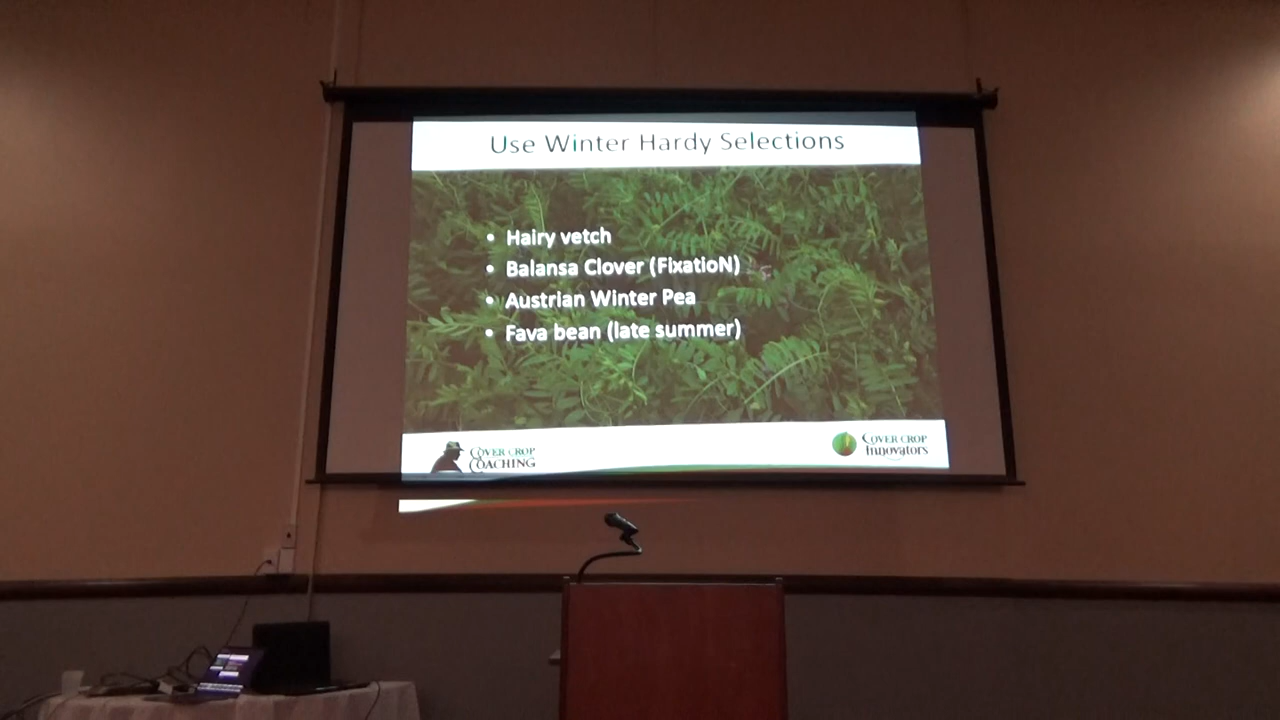 Use Winter Hardy Selections
• Hairy vetch
• Balansa Clover (FixatioN)
• Austrian Winter Pea
• Fava bean (late summer)
COVER CROP
COACHING
COVER CROP
Innovators